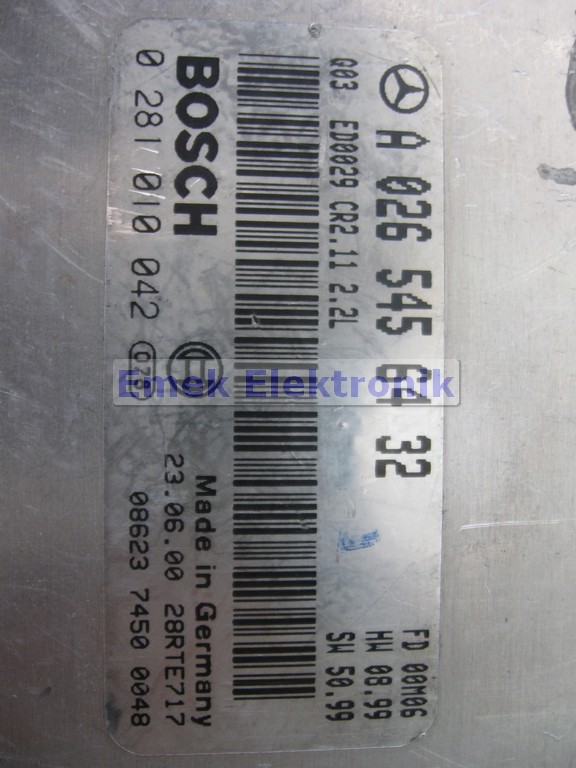 A 026 545 64 32
G03 ED0029 CR2.11 2.2L
FD 00M06
HW 08.99
SW 50.99
BOSCH
0 281 010 042
Made in Germany
23.06.00 28RTE717
08623 7450 0048
Emek Elektronik